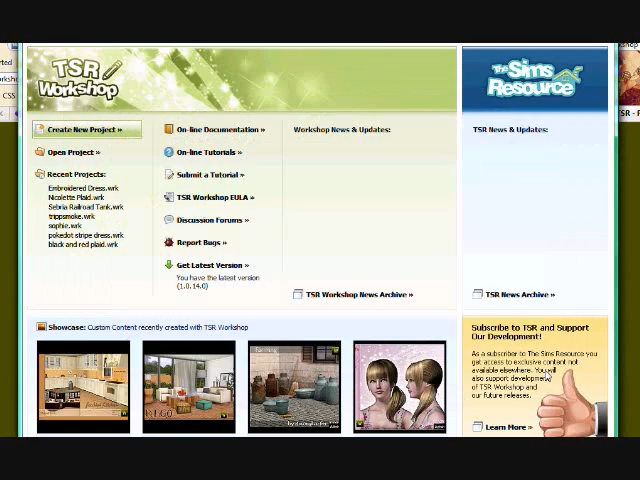 TSR
Workshop
The Sims
Resource
Create New Project »
Open Project »
Recent Projects:
Embroidered Dress.wrk
Nicolette Plaid.wrk
Sebria Railroad Tank.wrk
trippsmoke.wrk
sophie.wrk
pokedot stripe dress.wrk
black and red plaid.wrk
On-line Documentation »
On-line Tutorials »
Submit a Tutorial »
TSR Workshop EULA »
Discussion Forums »
Report Bugs »
Get Latest Version »
You have the latest version
(1.0.14.0)
Workshop News & Updates:
TSR Workshop News Archive »
TSR News & Updates:
TSR News Archive »
Showcase: Custom Content recently created with TSR Workshop
Subscribe to TSR and Support
Our Development!
As a subscriber to The Sims Resource you
get access to exclusive content not
available elsewhere. You will
also support development
of TSR Workshop and
our future releases.
Learn More »
CSS
TSR - F